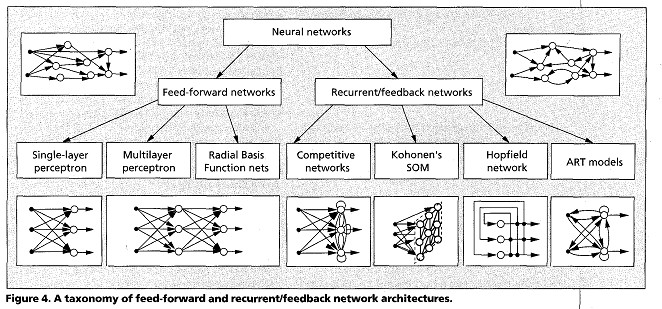 Neural networks
Feed-forward networks
Recurrent/feedback networks
Single-layer
perceptron
Multilayer
perceptron
Radial Basis
Function nets
Competitive
networks
Kohonen's
SOM
Hopfield
network
ART models
Figure 4. A taxonomy of feed-forward and recurrent/feedback network architectures.